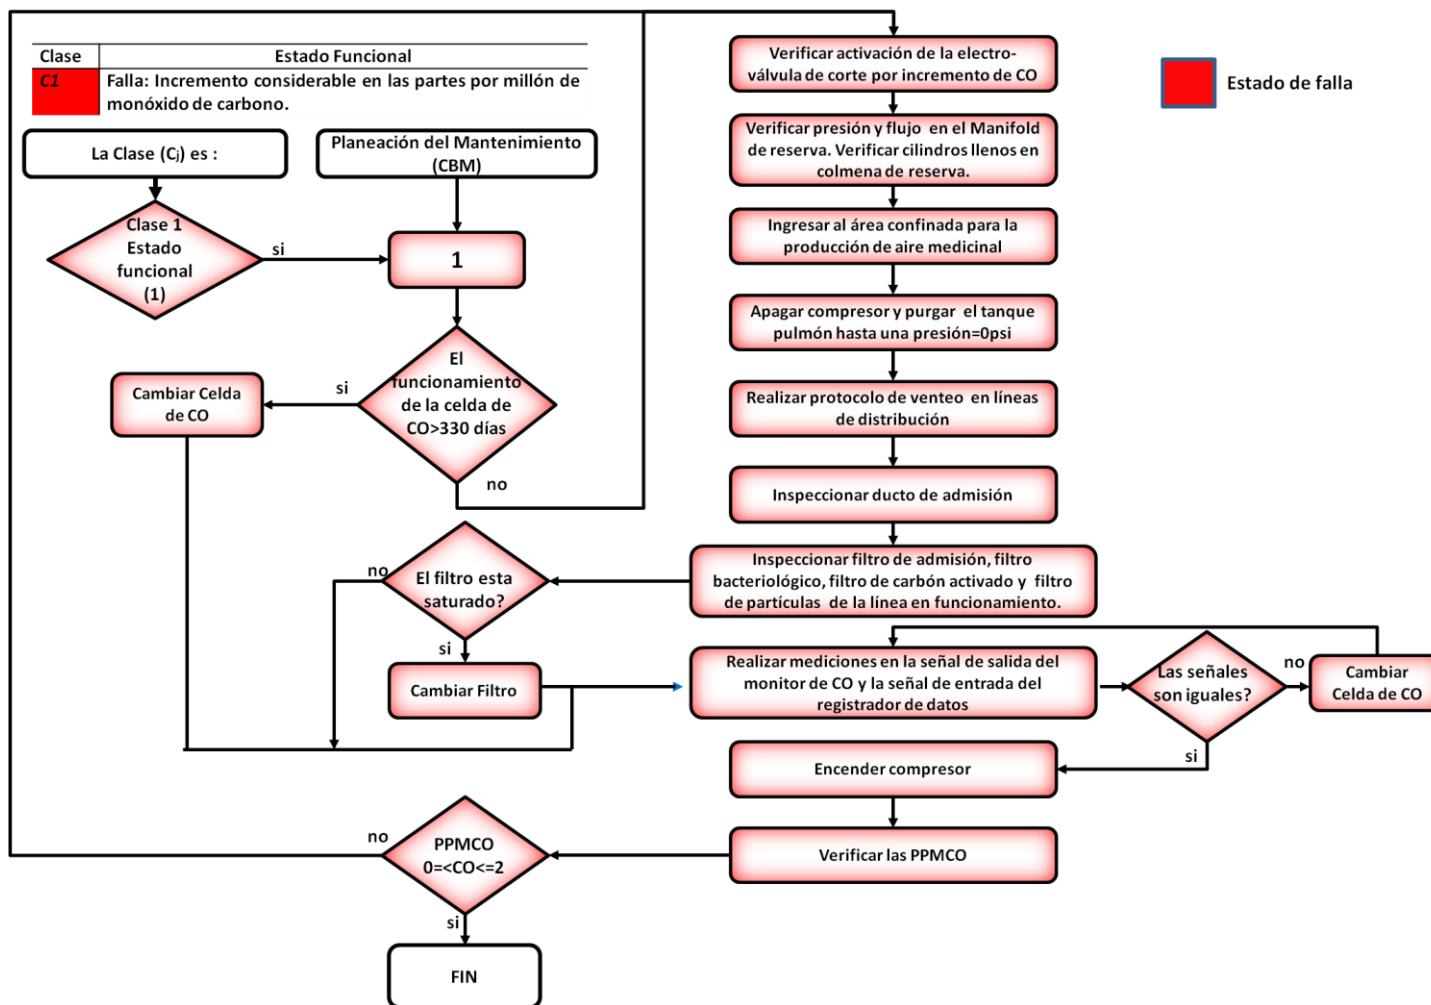 Clase Estado Funcional
C1 Falla: Incremento considerable en las partes por millón de
monóxido de carbono.
La Clase (Cj) es :
Planeación del Mantenimiento
(CBM)
Clase 1
Estado
funcional
(1)
si
1
El
funcionamiento
de la celda de
CO>330 días
si
Cambiar Celda
de CO
no
Verificar activación de la electro-
válvula de corte por incremento de CO
Verificar presión y flujo en el Manifold
de reserva. Verificar cilindros llenos en
colmena de reserva.
Ingresar al área confinada para la
producción de aire medicinal
Apagar compresor y purgar el tanque
pulmón hasta una presión=0psi
Realizar protocolo de venteo en líneas
de distribución
Inspeccionar ducto de admisión
Inspeccionar filtro de admisión, filtro
bacteriológico, filtro de carbón activado y filtro
de partículas de la línea en funcionamiento.
El filtro esta
saturado?
no
si
Cambiar Filtro
Realizar mediciones en la señal de salida del
monitor de CO y la señal de entrada del
registrador de datos
Las señales
son iguales?
no
Cambiar
Celda de CO
si
Encender compresor
Verificar las PPMCO
PPMCO
0=<CO<=2
no
si
FIN
Estado de falla